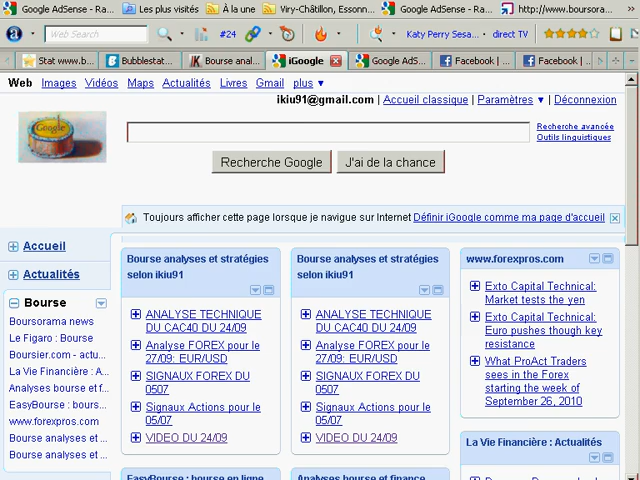 Google AdSense - Ra... Les plus visités À la une Viry-Châtillon, Essonn... Google AdSense - Ra... http://www.boursora...
a Web Search #24 Katy Perry Sesa... direct TV
Stat www.b... Bubblestat... Bourse anal... iGoogle Google AdS... Facebook | ... Facebook | ...
Web Images Vidéos Maps Actualités Livres Gmail plus ▼
ikiu91@gmail.com | Accueil classique | Paramètres ▼ | Déconnexion
Google
Recherche avancée
Outils linguistiques
Recherche Google J'ai de la chance
Toujours afficher cette page lorsque je navigue sur Internet Définir iGoogle comme ma page d'accueil
Accueil
Actualités
Bourse
Boursorama news
Le Figaro : Bourse
Boursier.com - actu...
La Vie Financière : A...
Analyses bourse et f...
EasyBourse : bours...
www.forexpros.com
Bourse analyses et ...
Bourse analyses et ...
Bourse analyses et stratégies
selon ikiu91
ANALYSE TECHNIQUE
DU CAC40 DU 24/09
Analyse FOREX pour le
27/09: EUR/USD
SIGNAUX FOREX DU
0507
Signaux Actions pour le
05/07
VIDEO DU 24/09
EasyBourse : bourse en ligne
Bourse analyses et stratégies
selon ikiu91
ANALYSE TECHNIQUE
DU CAC40 DU 24/09
Analyse FOREX pour le
27/09: EUR/USD
SIGNAUX FOREX DU
0507
Signaux Actions pour le
05/07
VIDEO DU 24/09
Analyses bourse et finance
www.forexpros.com
Exto Capital Technical:
Market tests the yen
Exto Capital Technical:
Euro pushes though key
resistance
What ProAct Traders
sees in the Forex
starting the week of
September 26, 2010
La Vie Financière : Actualités